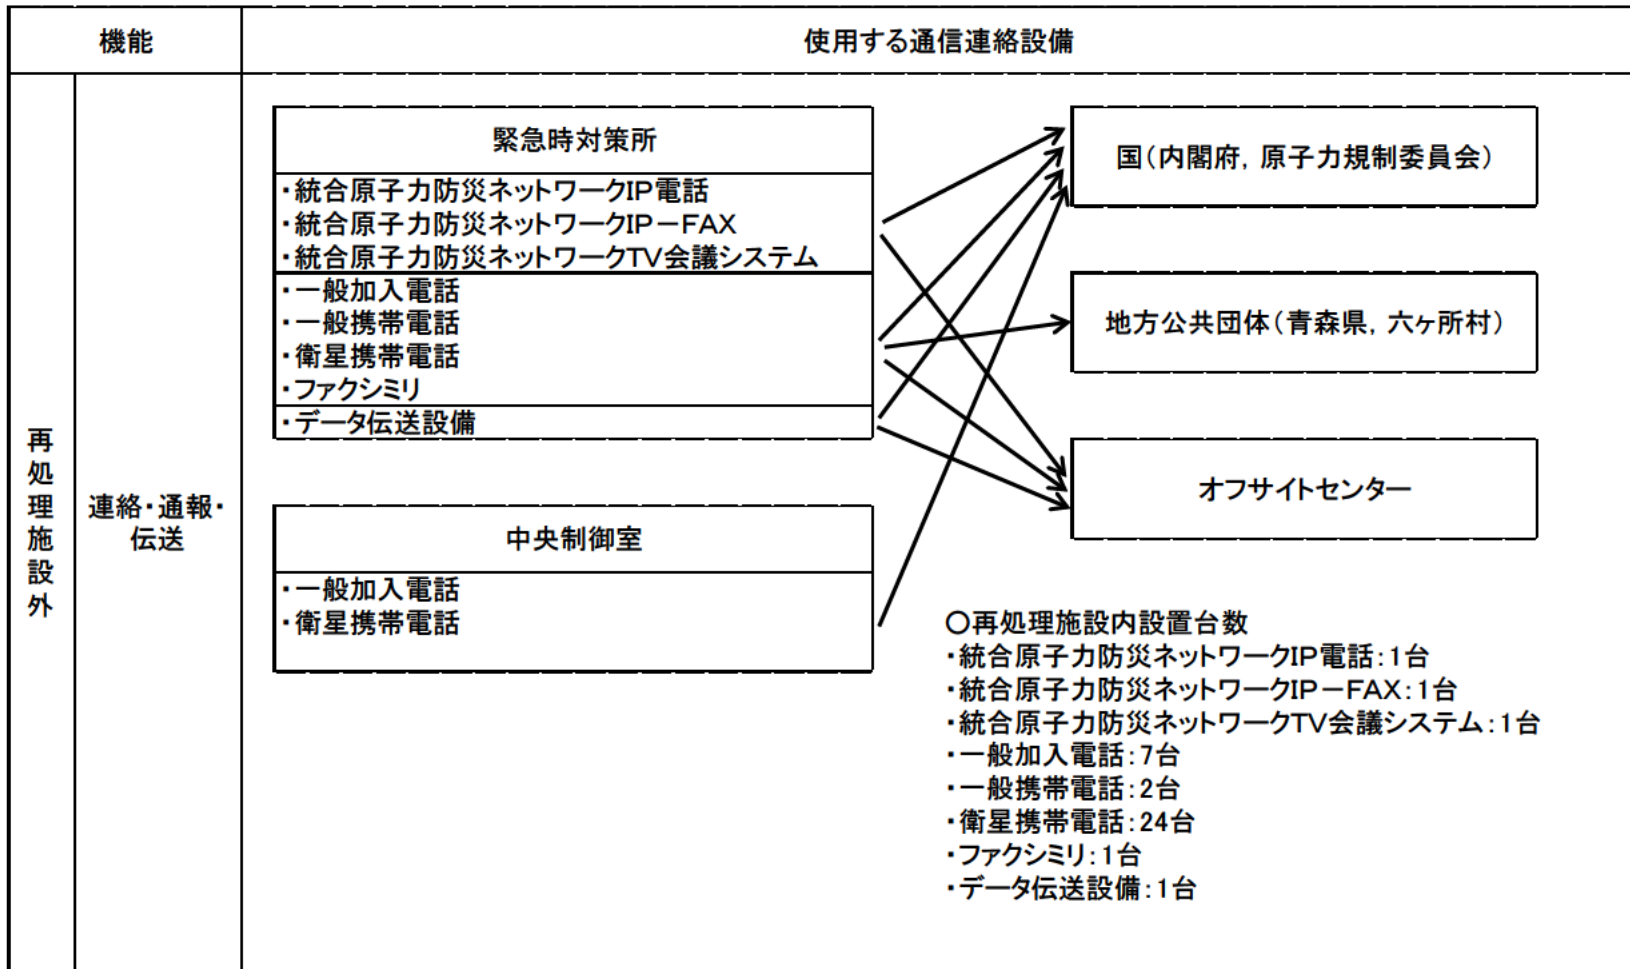 機能
使用する通信連絡設備
再処理施設外
連絡・通報・
伝送
緊急時対策所
・統合原子力防災ネットワークIP電話
・統合原子力防災ネットワークIP－FAX
・統合原子力防災ネットワークTV会議システム
・一般加入電話
・一般携帯電話
・衛星携帯電話
・ファクシミリ
・データ伝送設備
中央制御室
・一般加入電話
・衛星携帯電話
国（内閣府，原子力規制委員会）
地方公共団体（青森県，六ヶ所村）
オフサイトセンター
〇再処理施設内設置台数
・統合原子力防災ネットワークIP電話：1台
・統合原子力防災ネットワークIP－FAX：1台
・統合原子力防災ネットワークTV会議システム：1台
・一般加入電話：7台
・一般携帯電話：2台
・衛星携帯電話：24台
・ファクシミリ：1台
・データ伝送設備：1台